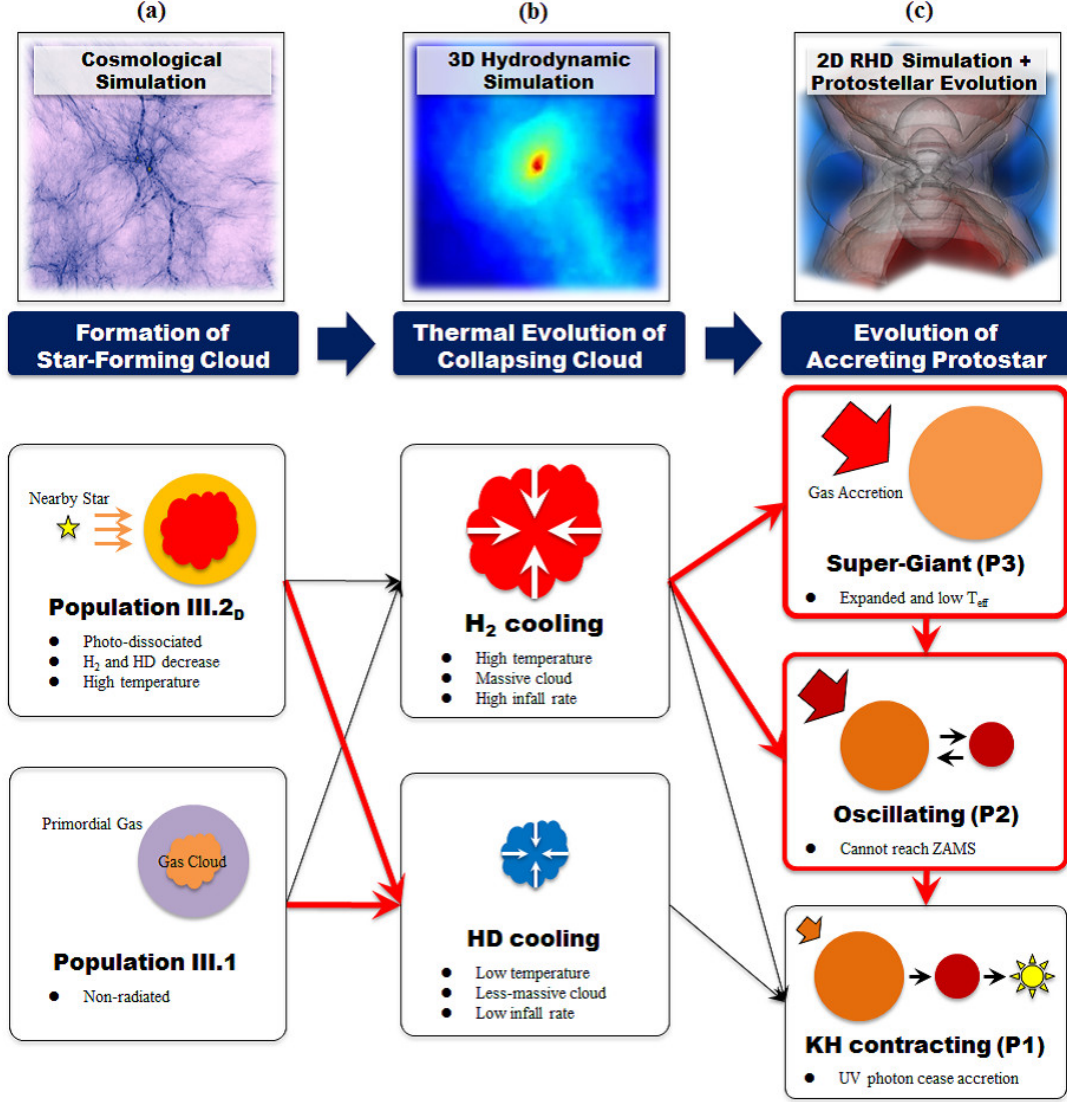 (a)
(b)
(c)
Cosmological
Simulation
3D Hydrodynamic
Simulation
2D RHD Simulation +
Protostellar Evolution
Formation of
Star-Forming Cloud
Thermal Evolution of
Collapsing Cloud
Evolution of
Accreting Protostar
Nearby Star
Population III.2D
● Photo-dissociated
● H2 and HD decrease
● High temperature
Primordial Gas
Gas Cloud
Population III.1
● Non-radiated
H2 cooling
● High temperature
● Massive cloud
● High infall rate
HD cooling
● Low temperature
● Less-massive cloud
● Low infall rate
Gas Accretion
Super-Giant (P3)
● Expanded and low Teff
Oscillating (P2)
● Cannot reach ZAMS
KH contracting (P1)
● UV photon cease accretion